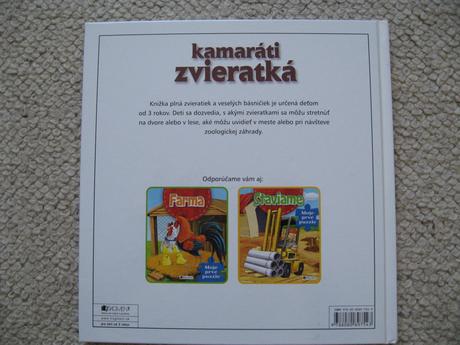 kamaráti
zvieratká
Knižka plná zvieratiek a veselých básničiek je určená deťom
od 3 rokov. Deti sa dozvedia, s akými zvieratkami sa môžu stretnúť
na dvore alebo v lese, aké môžu uvidieť v meste alebo pri návšteve
zoologickej záhrady.
Odporúčame vám aj:
Farma
Moje
prvé
puzzle
Staviame
Moje
prvé
puzzle